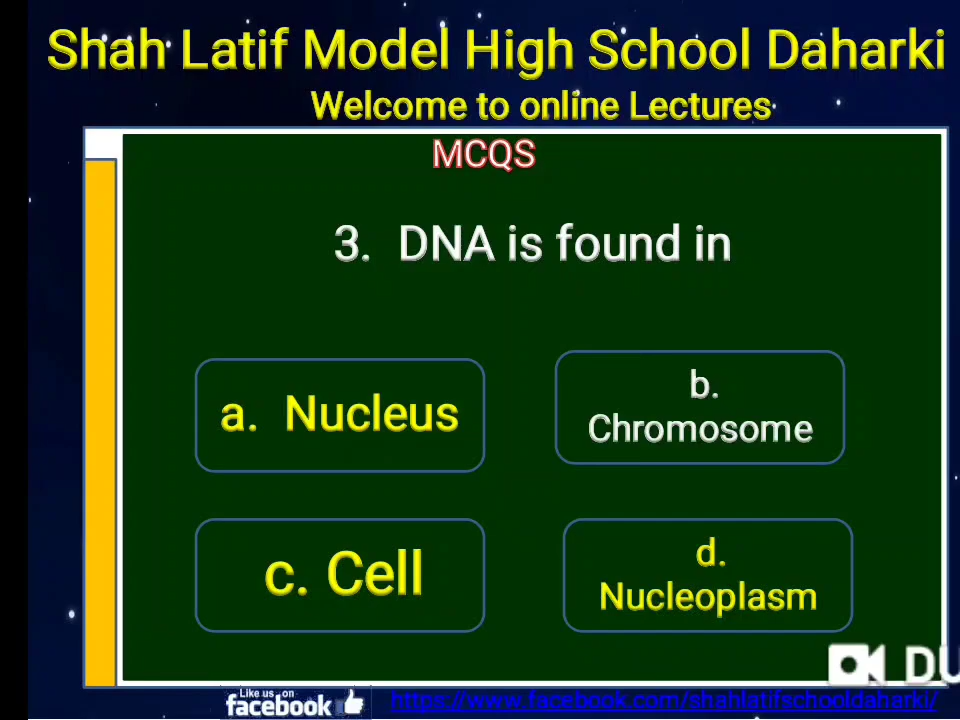 Shah Latif Model High School Daharki
Welcome to online Lectures
MCQS
3. DNA is found in
a. Nucleus
b.
Chromosome
c. Cell
d.
Nucleoplasm
DU
Like us on
facebook
https://www.facebook.com/shahlatifschooldaharki/